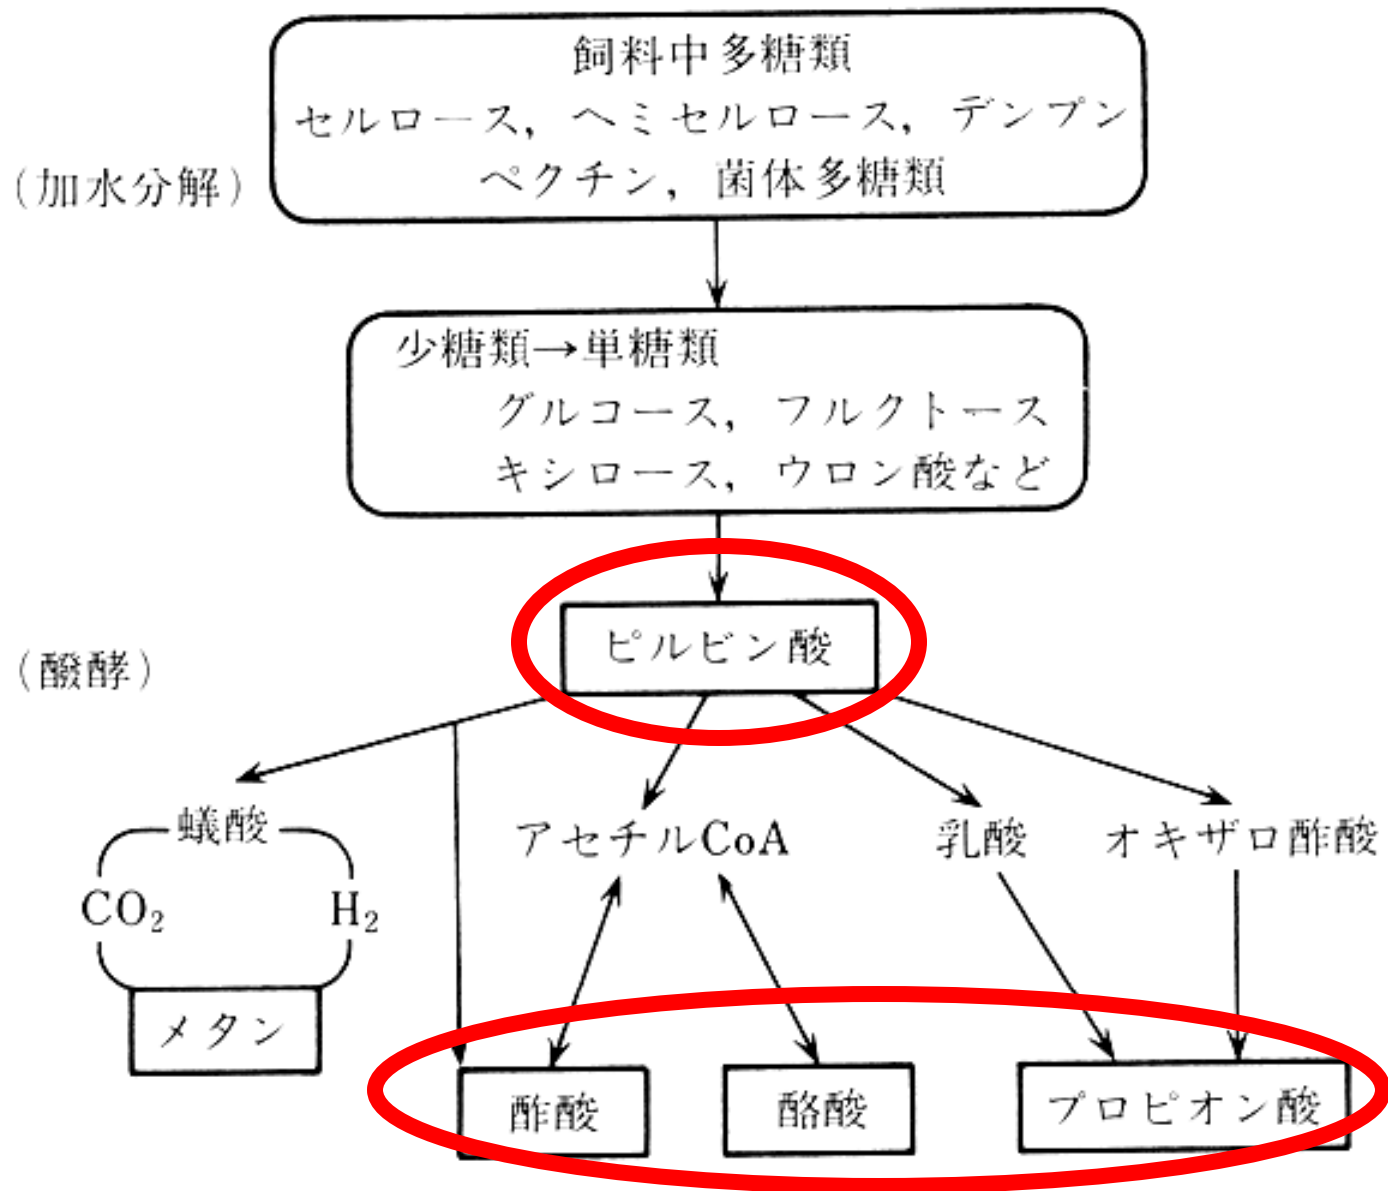 飼料中多糖類
セルロース, ヘミセルロース, デンプン
ペクチン, 菌体多糖類
(加水分解)
少糖類→単糖類
グルコース, フルクトース
キシロース, ウロン酸など
ピルビン酸
(醱酵)
蟻酸
アセチルCoA
乳酸
オキザロ酢酸
CO₂
H₂
メタン
酢酸
酪酸
プロピオン酸